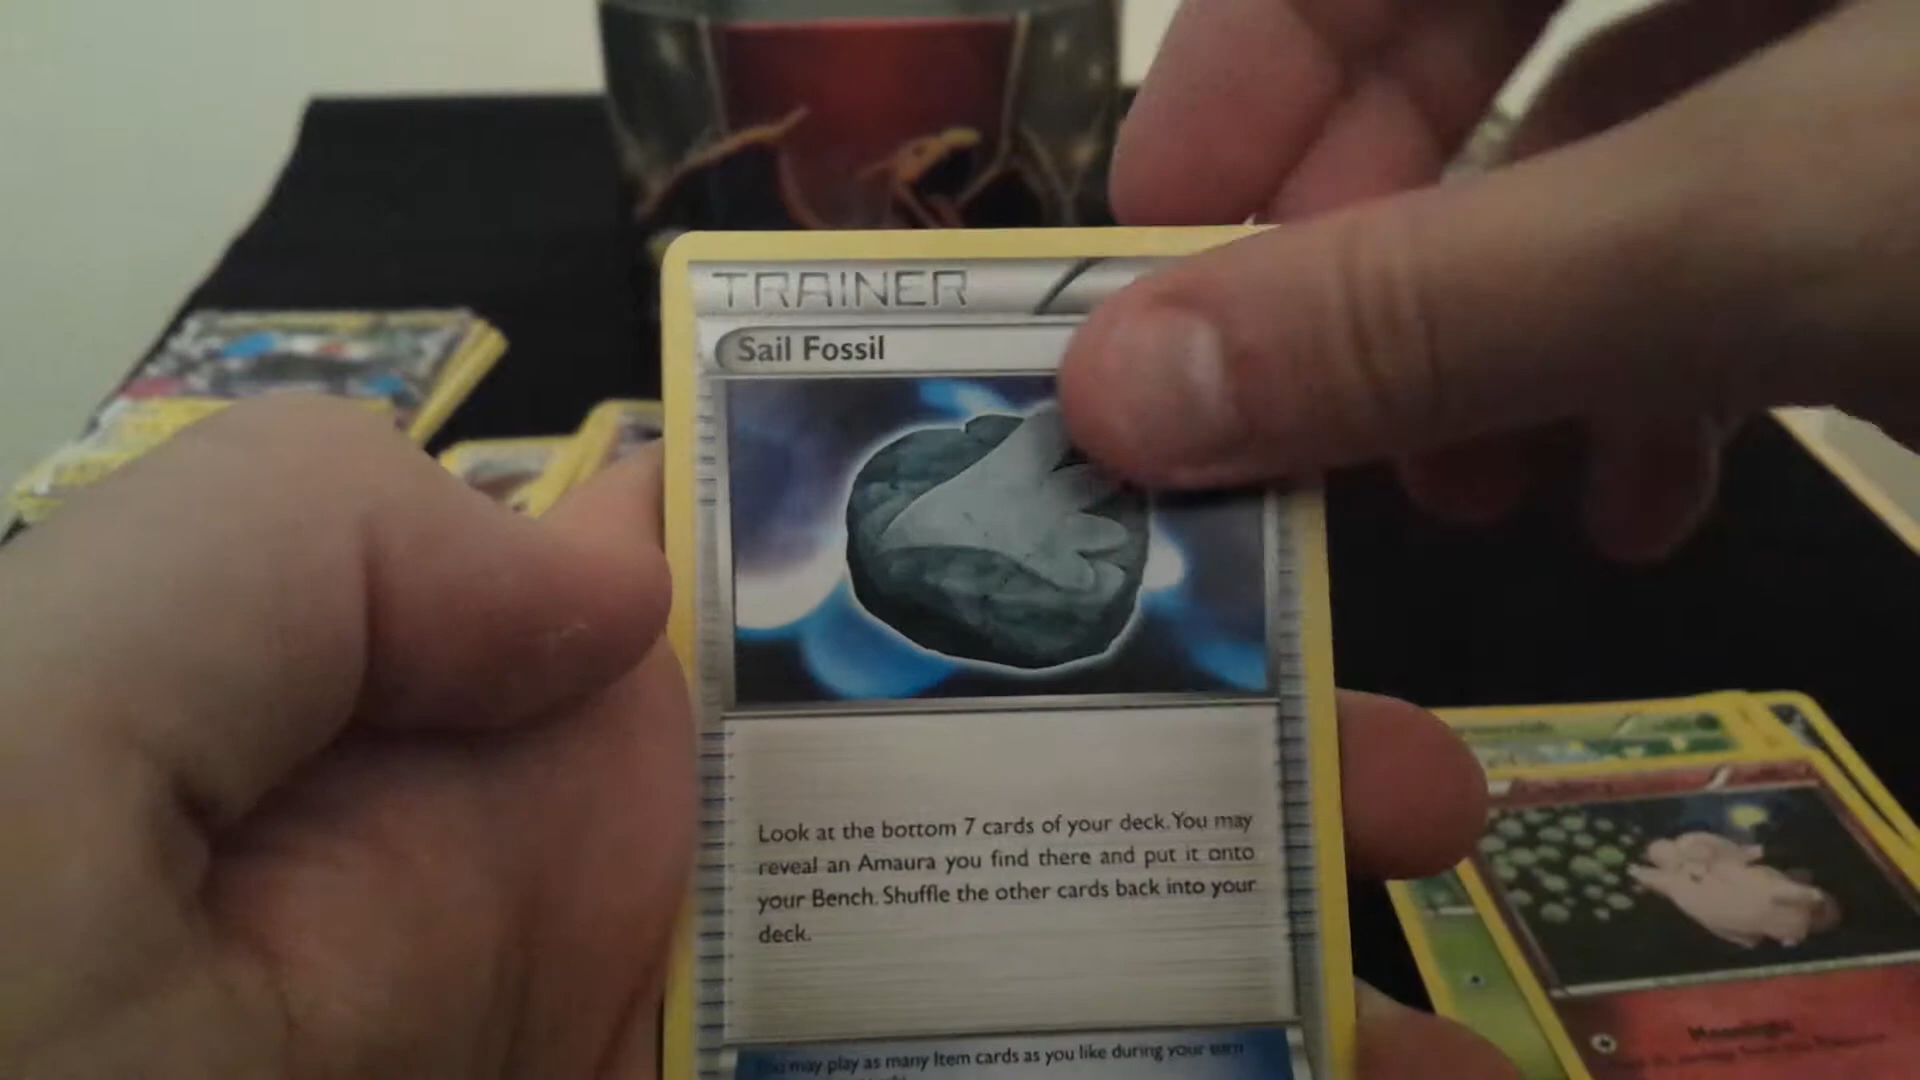 TRAINER
Sail Fossil
Look at the bottom 7 cards of your deck. You may
reveal an Amaura you find there and put it onto
your Bench. Shuffle the other cards back into your
deck.
You may play as many Item cards as you like during your turn